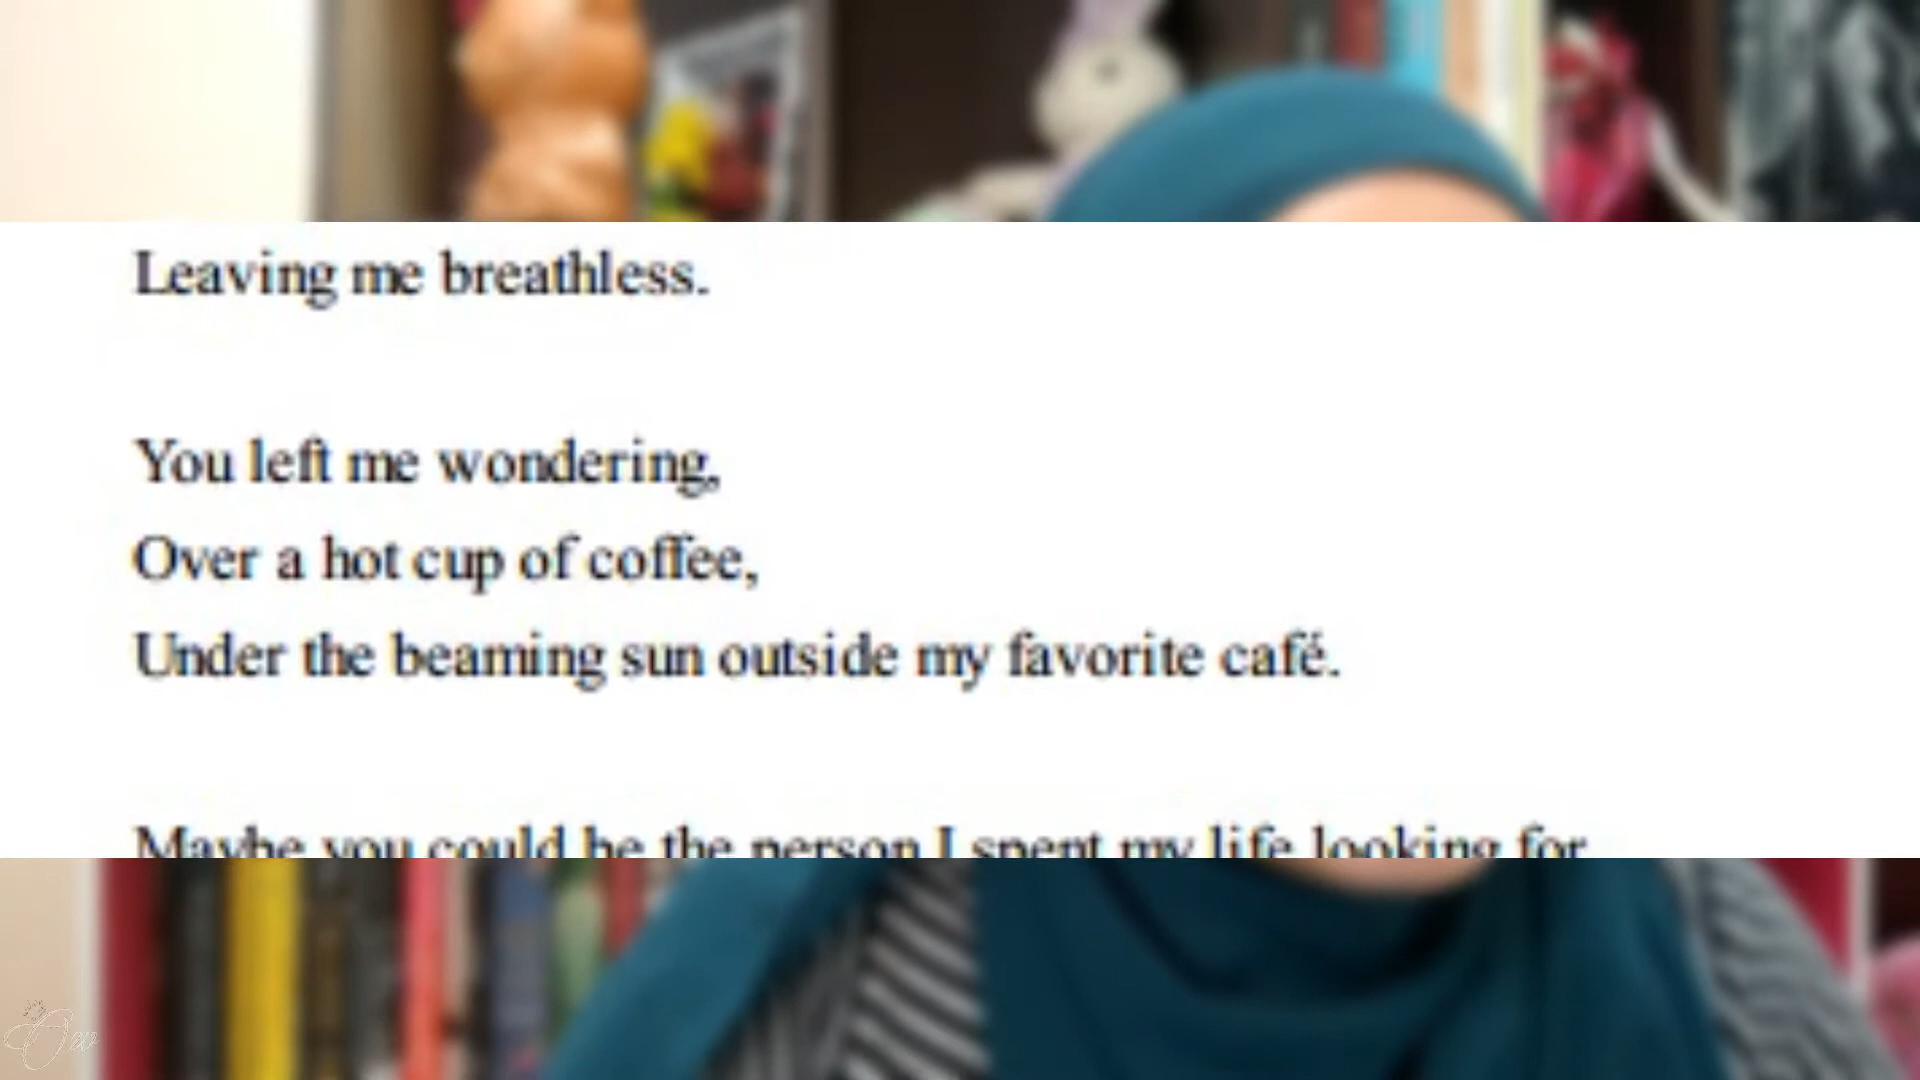 Leaving me breathless.
You left me wondering,
Over a hot cup of coffee,
Under the beaming sun outside my favorite café.
Maybe you could be the person I spent my life looking for